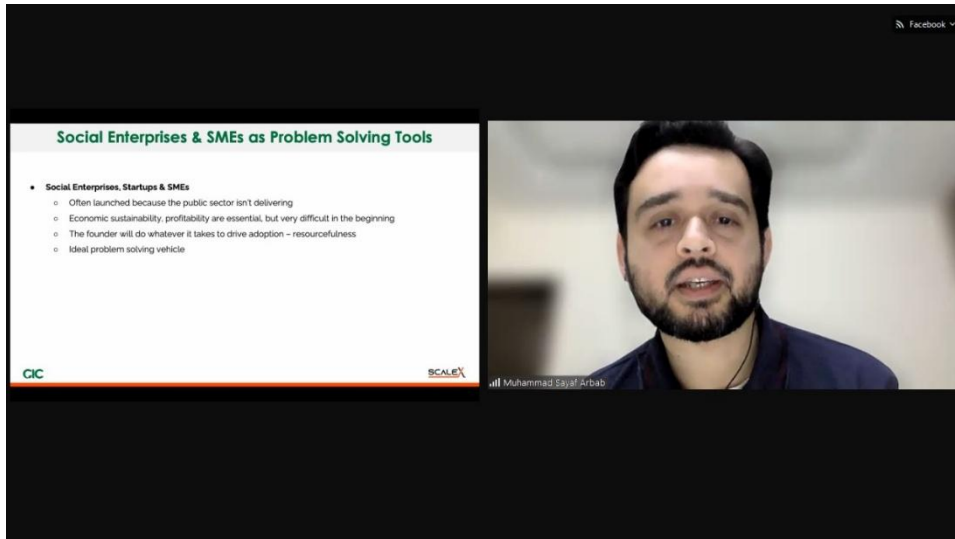 Facebook
Social Enterprises & SMEs as Problem Solving Tools
Social Enterprises, Startups & SMEs
Often launched because the public sector isn't delivering
Economic sustainability, profitability are essential, but very difficult in the beginning
The founder will do whatever it takes to drive adoption – resourcefulness
Ideal problem solving vehicle
GIC
SCALEX
Muhammad Sayaf Arbab